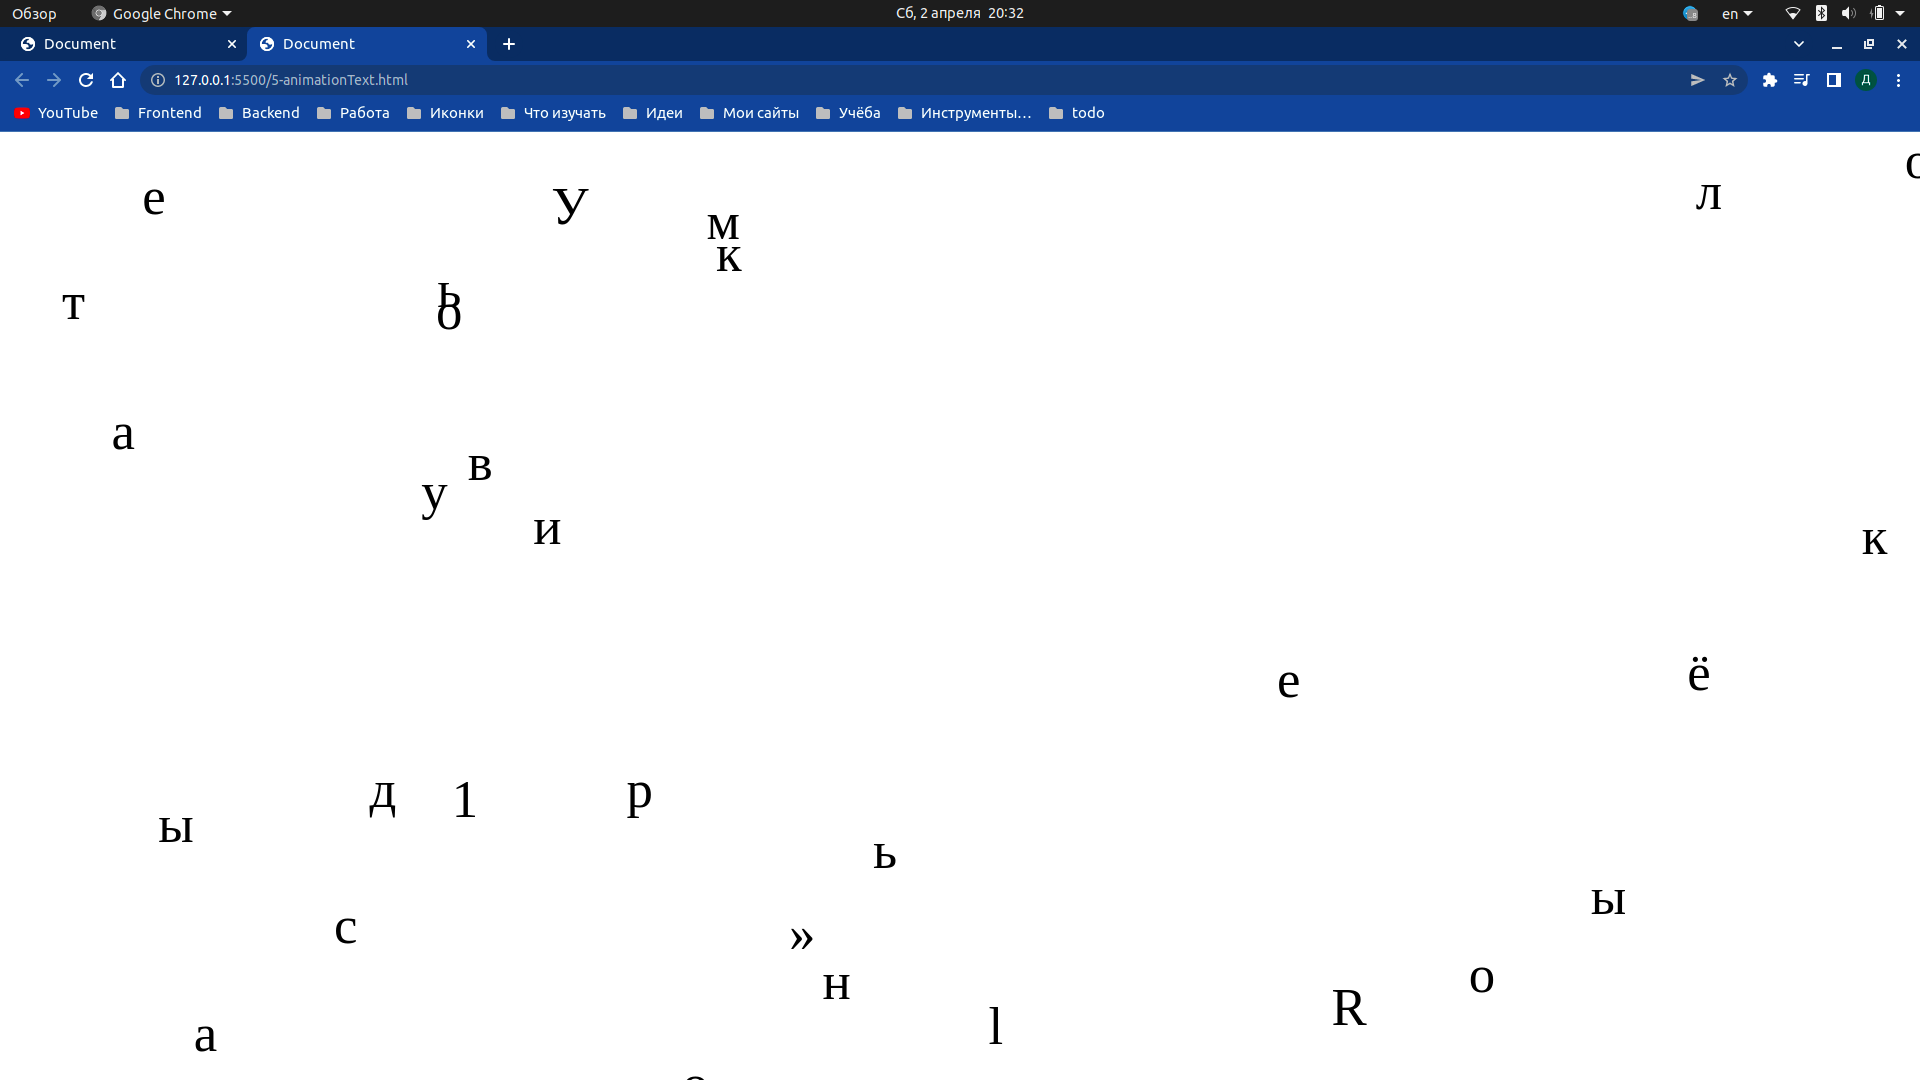 Обзор Google Chrome Сб, 2 апреля 20:32 en
Document Document
127.0.0.1:5500/5-animationText.html Д
YouTube Frontend Backend Работа Иконки Что изучать Идеи Мои сайты Учёба Инструменты... todo
о
е У л
м
к
ь
т о
а
в
у
и к
е ё
д 1 р
ы
ь
ы
с »
н о
l R
а